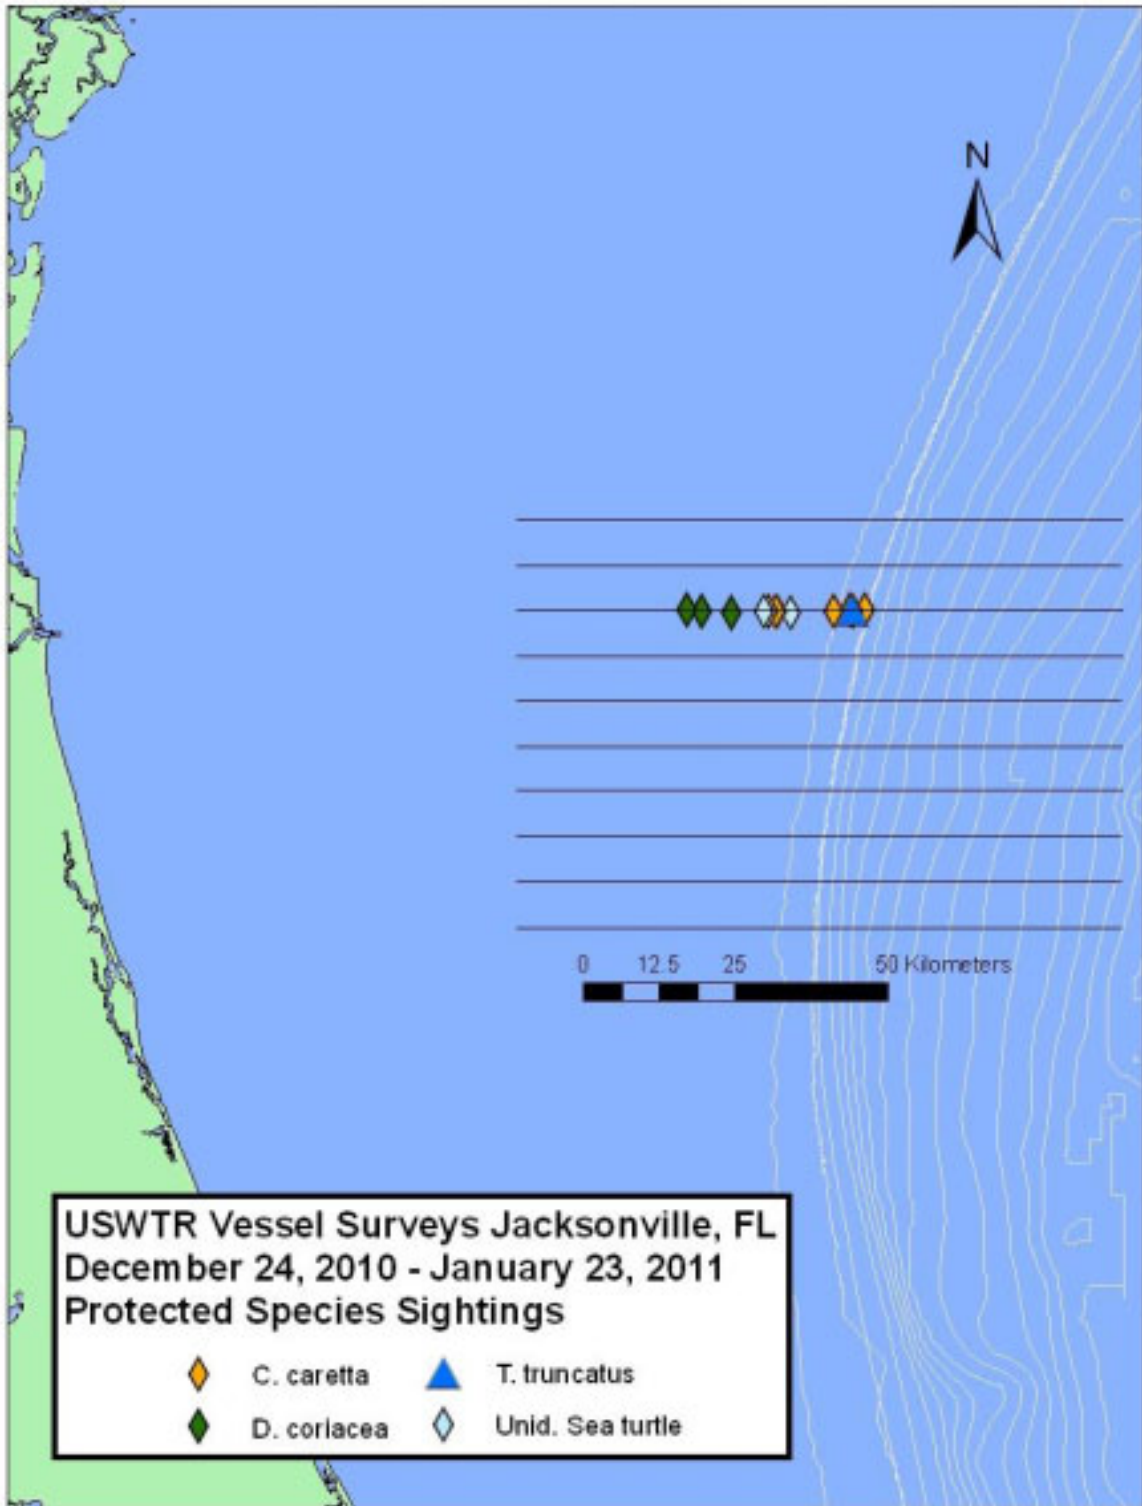 N
0 12.5 25 50 Kilometers
USWTR Vessel Surveys Jacksonville, FL
December 24, 2010 - January 23, 2011
Protected Species Sightings
C. caretta T. truncatus
D. coriacea Unid. Sea turtle